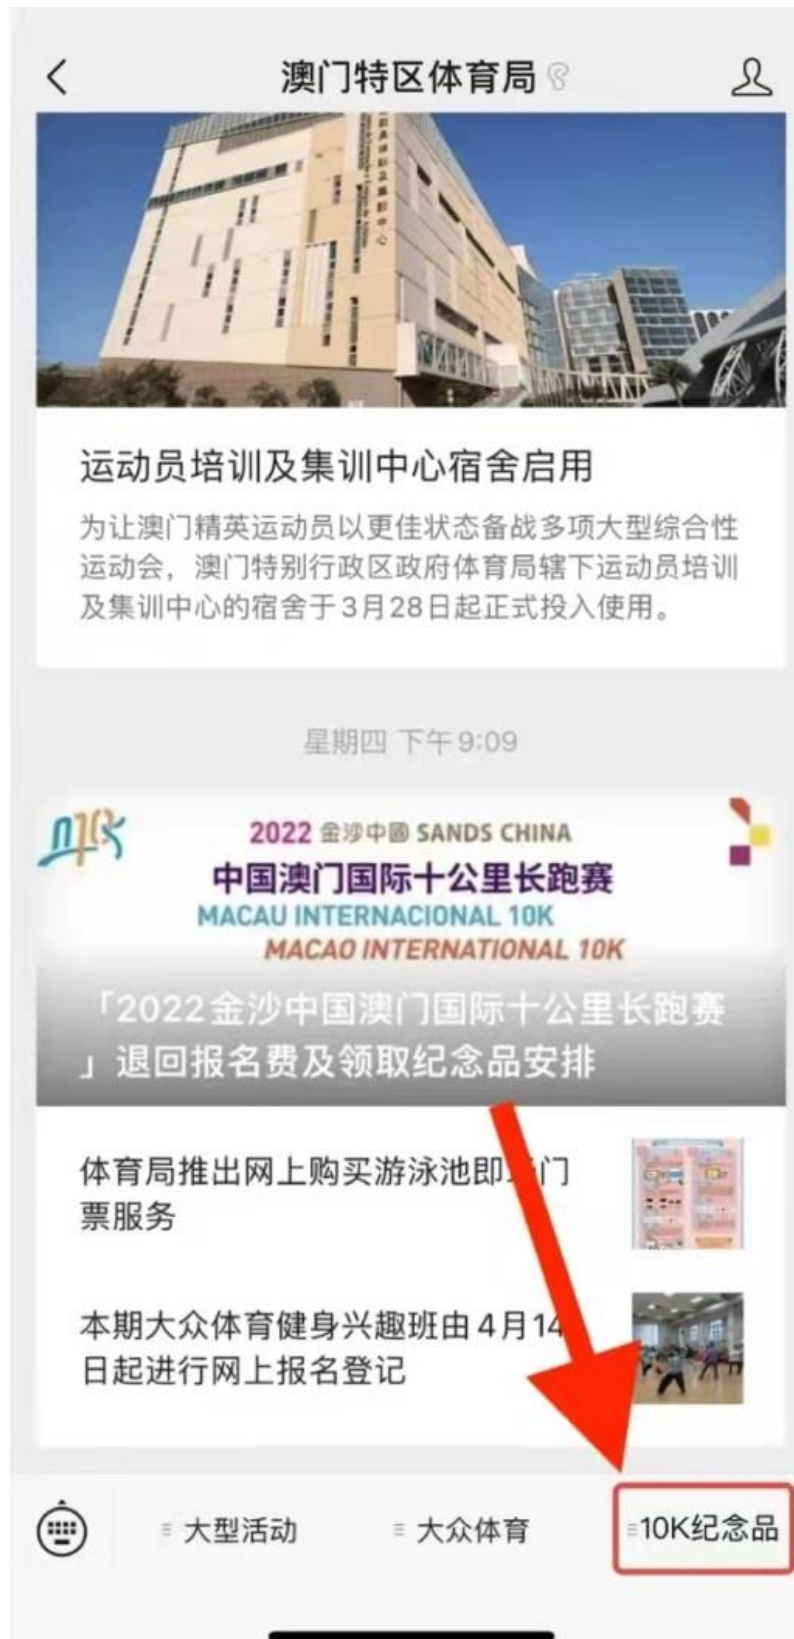 澳门特区体育局
运动员培训及集训中心宿舍启用
为让澳门精英运动员以更佳状态备战多项大型综合性
运动会，澳门特别行政区政府体育局辖下运动员培训
及集训中心的宿舍于3月28日起正式投入使用。
星期四 下午9:09
2022 金沙中國 SANDS CHINA
中国澳门国际十公里长跑赛
MACAU INTERNACIONAL 10K
MACAO INTERNATIONAL 10K
「2022金沙中国澳门国际十公里长跑赛
」退回报名费及领取纪念品安排
体育局推出网上购买游泳池即 门
票服务
本期大众体育健身兴趣班由4月14
日起进行网上报名登记
大型活动
大众体育
10K纪念品